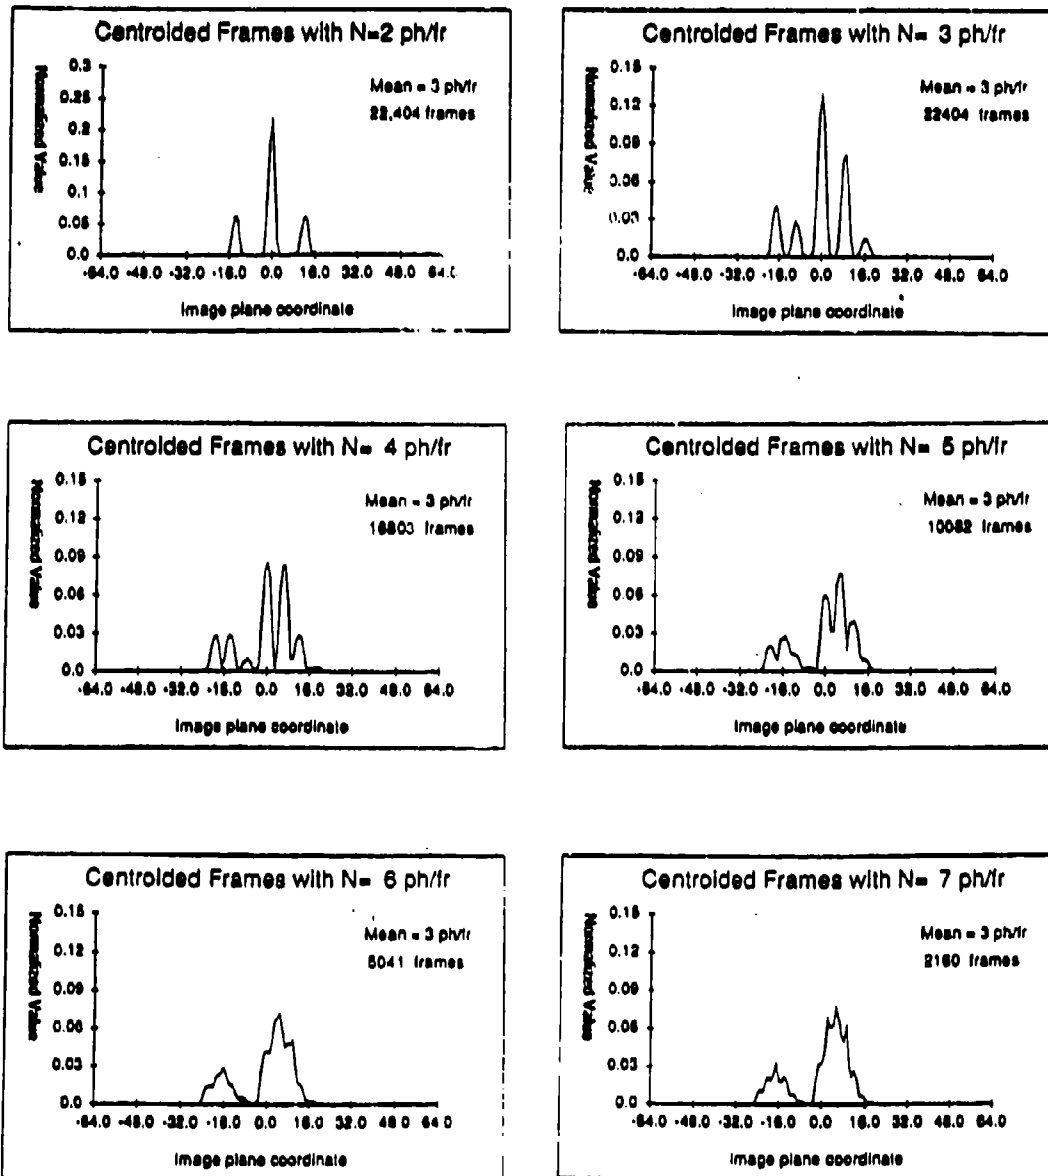 Centroided Frames with N=2 ph/fr
Normalized Value
0.3
0.25
0.2
0.15
0.1
0.05
0.0
Mean = 3 ph/fr
22,404 frames
-64.0 -48.0 -32.0 -16.0 0.0 16.0 32.0 48.0 64.0
Image plane coordinate
Centroided Frames with N= 3 ph/fr
Normalized Value
0.15
0.12
0.09
0.06
0.03
0.0
Mean = 3 ph/fr
22404 frames
-64.0 -48.0 -32.0 -16.0 0.0 16.0 32.0 48.0 64.0
Image plane coordinate
Centroided Frames with N= 4 ph/fr
Normalized Value
0.15
0.12
0.09
0.06
0.03
0.0
Mean = 3 ph/fr
16803 frames
-64.0 -48.0 -32.0 -16.0 0.0 16.0 32.0 48.0 64.0
Image plane coordinate
Centroided Frames with N= 5 ph/fr
Normalized Value
0.15
0.12
0.09
0.06
0.03
0.0
Mean = 3 ph/fr
10082 frames
-64.0 -48.0 -32.0 -16.0 0.0 16.0 32.0 48.0 64.0
Image plane coordinate
Centroided Frames with N= 6 ph/fr
Normalized Value
0.15
0.12
0.09
0.06
0.03
0.0
Mean = 3 ph/fr
5041 frames
-64.0 -48.0 -32.0 -16.0 0.0 16.0 32.0 48.0 64.0
Image plane coordinate
Centroided Frames with N= 7 ph/fr
Normalized Value
0.15
0.12
0.09
0.06
0.03
0.0
Mean = 3 ph/fr
2160 frames
-64.0 -48.0 -32.0 -16.0 0.0 16.0 32.0 48.0 64.0
Image plane coordinate